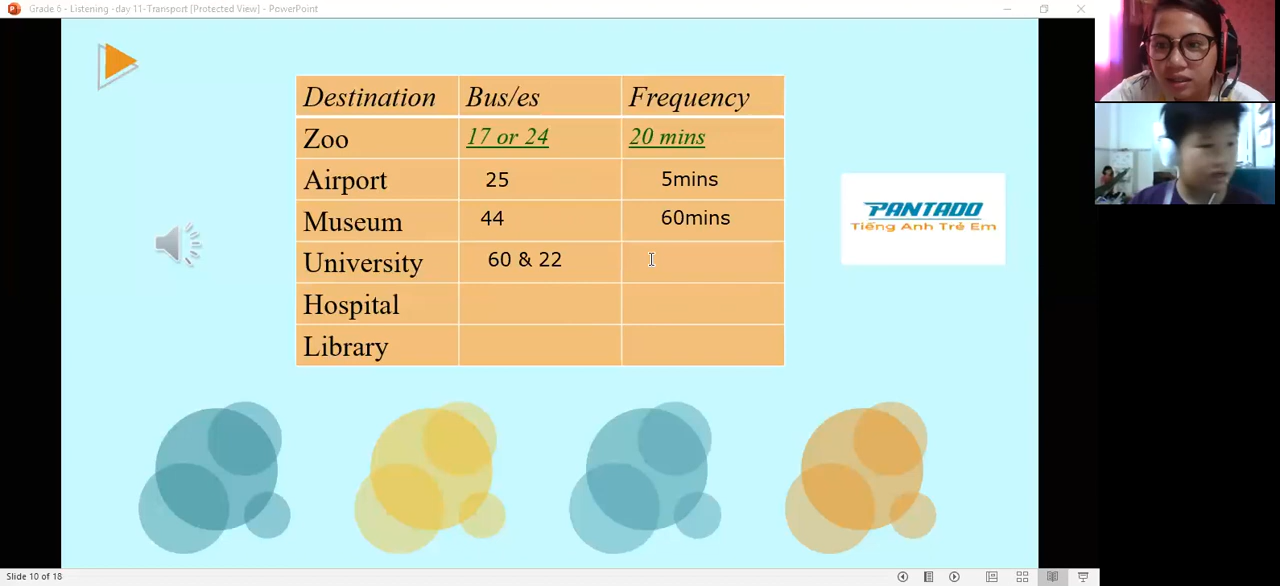 Grade 6 - Listening -day 11-Transport [Protected View] - PowerPoint
Destination Bus/es Frequency
Zoo 17 or 24 20 mins
Airport 25 5mins
Museum 44 60mins
University 60 & 22
Hospital
Library
PANTADO
Tiếng Anh Trẻ Em
Slide 10 of 18